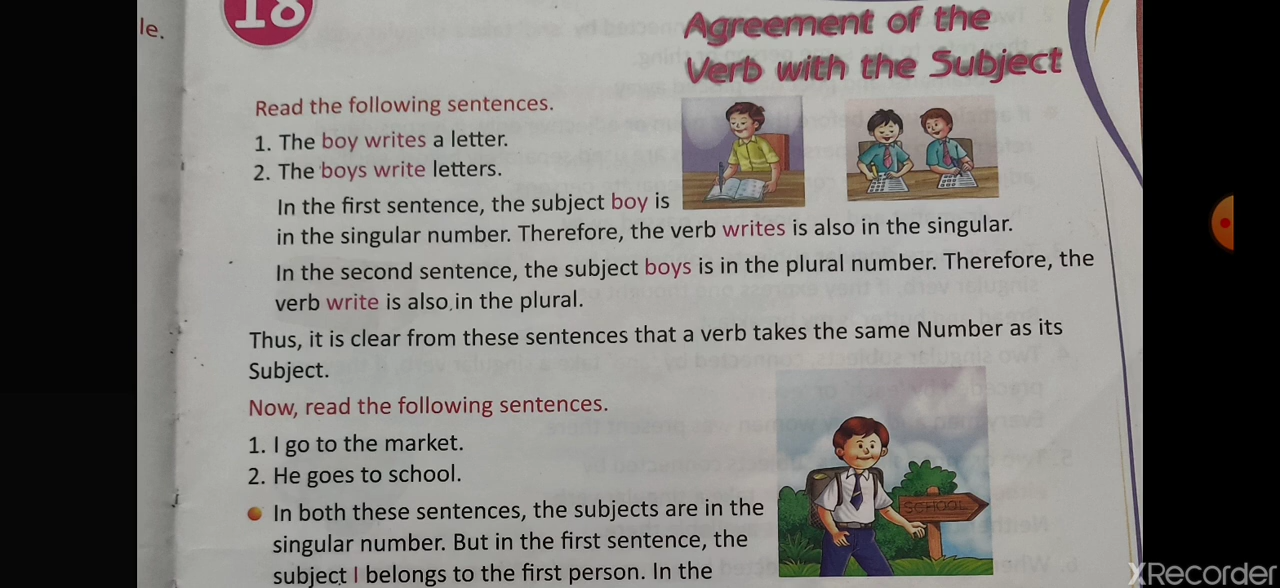 le.
18
Agreement of the
Verb with the Subject
Read the following sentences.
1. The boy writes a letter.
2. The boys write letters.
In the first sentence, the subject boy is
in the singular number. Therefore, the verb writes is also in the singular.
In the second sentence, the subject boys is in the plural number. Therefore, the
verb write is also in the plural.
Thus, it is clear from these sentences that a verb takes the same Number as its
Subject.
Now, read the following sentences.
1. I go to the market.
2. He goes to school.
SCHOOL
In both these sentences, the subjects are in the
singular number. But in the first sentence, the
subject I belongs to the first person. In the
XRecorder